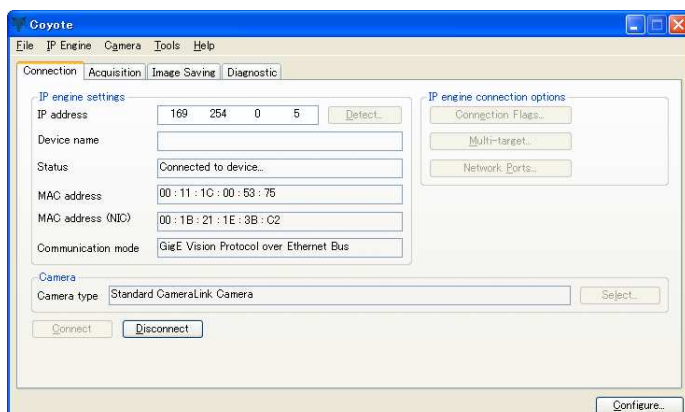 Coyote
File IP Engine Camera Tools Help
Connection Acquisition Image Saving Diagnostic
IP engine settings
IP address 169 254 0 5 Detect...
Device name
Status Connected to device...
MAC address 00 : 11 : 1C : 00 : 53 : 75
MAC address (NIC) 00 : 1B : 21 : 1E : 3B : C2
Communication mode GigE Vision Protocol over Ethernet Bus
IP engine connection options
Connection Flags...
Multi-target...
Network Ports...
Camera
Camera type Standard CameraLink Camera Select...
Connect Disconnect
Configure...